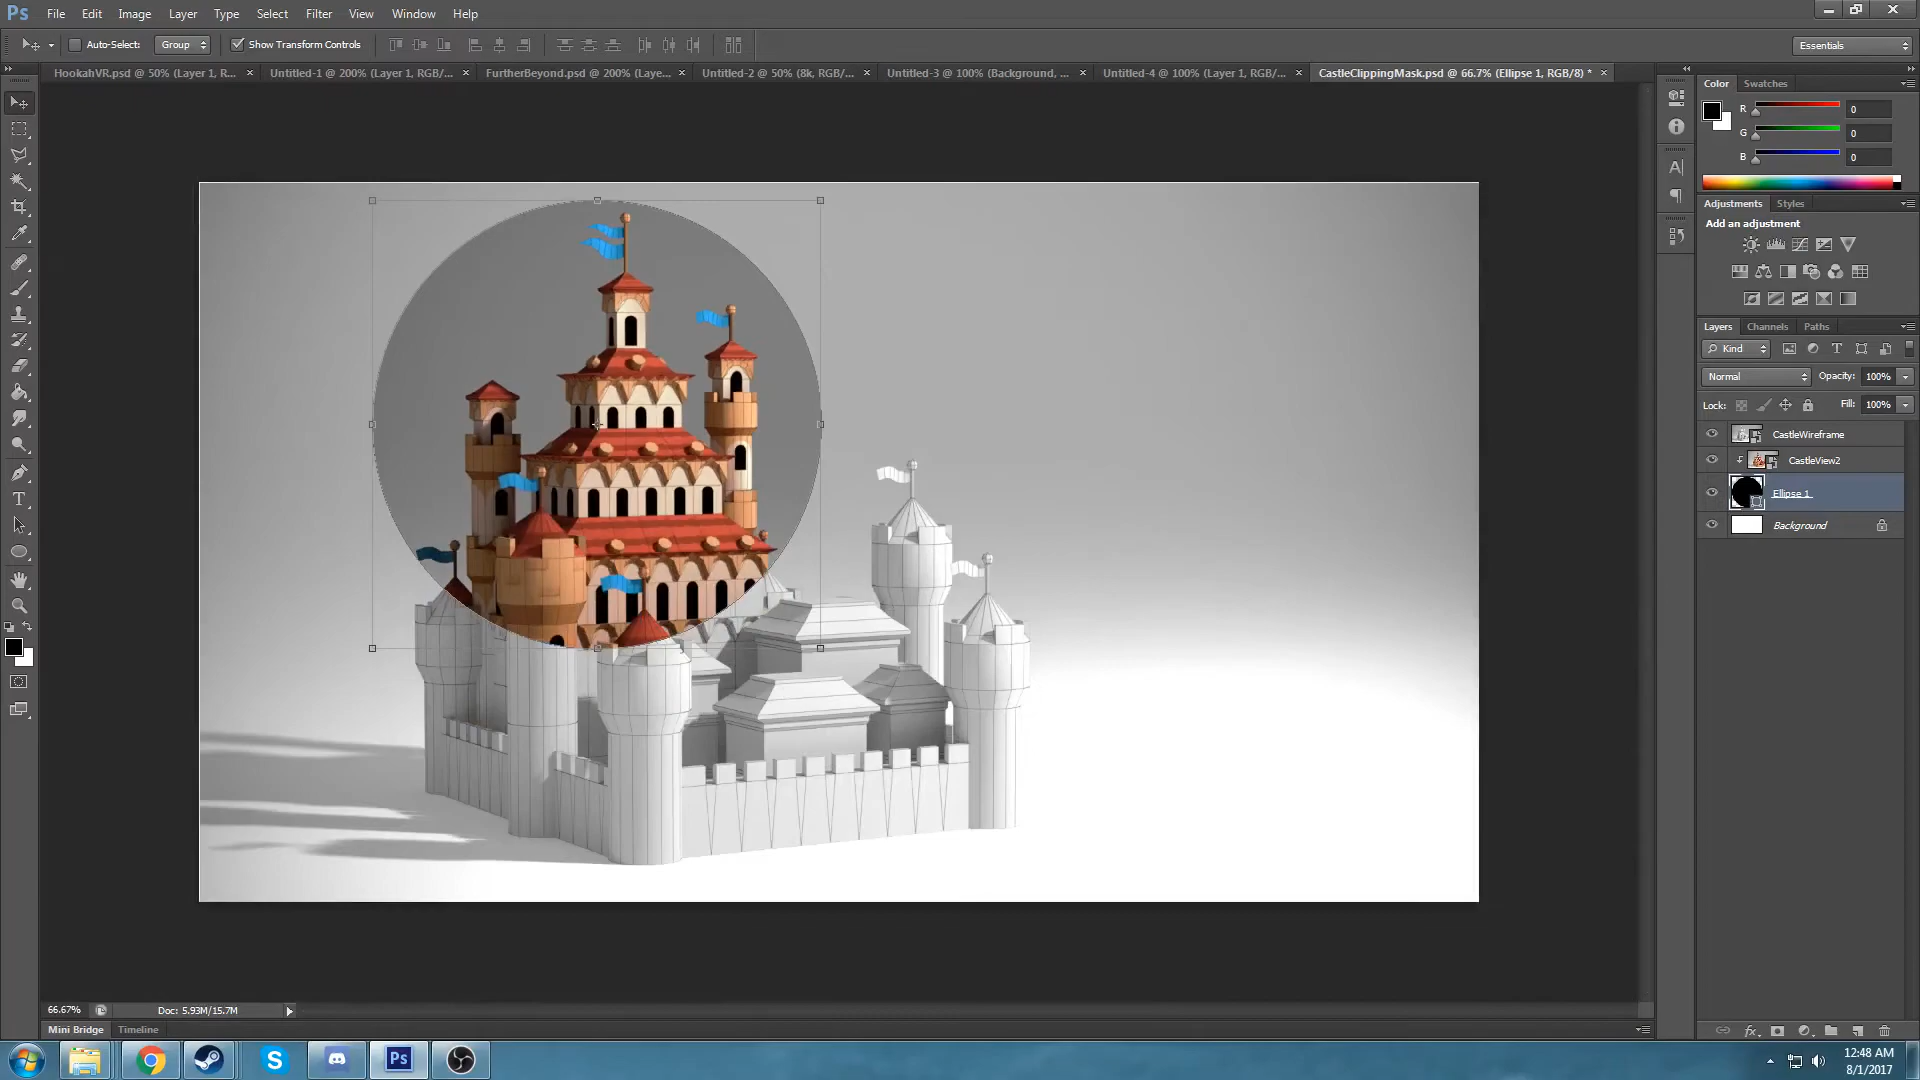 Ps File Edit Image Layer Type Select Filter View Window Help
Auto-Select: Group Show Transform Controls Essentials
HookahVR.psd @ 50% (Layer 1, R... × Untitled-1 @ 200% (Layer 1, RGB/... × FurtherBeyond.psd @ 200% (Laye... × Untitled-2 @ 50% (8k, RGB/... × Untitled-3 @ 100% (Background, ... × Untitled-4 @ 100% (Layer 1, RGB/... × CastleClippingMask.psd @ 66.7% (Ellipse 1, RGB/8) * ×
Color Swatches
R 0
G 0
B 0
Adjustments Styles
Add an adjustment
Layers Channels Paths
Kind
Normal Opacity: 100%
Lock: Fill: 100%
CastleWireframe
CastleView2
Ellipse 1
Background
66.67% Doc: 5.93M/15.7M
Mini Bridge Timeline
Ps
12:48 AM
8/1/2017